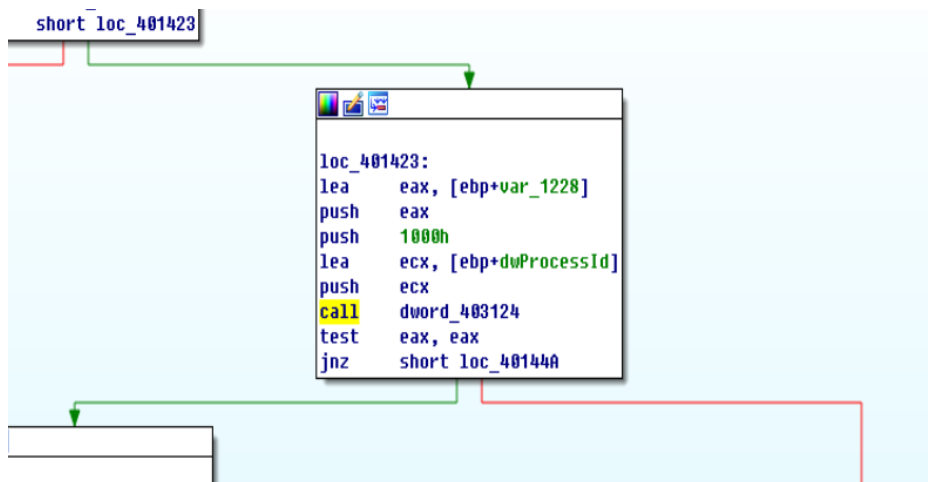 short loc_401423
loc_401423:
lea eax, [ebp+var_1228]
push eax
push 1000h
lea ecx, [ebp+dwProcessId]
push ecx
call dword_403124
test eax, eax
jnz short loc_40144A